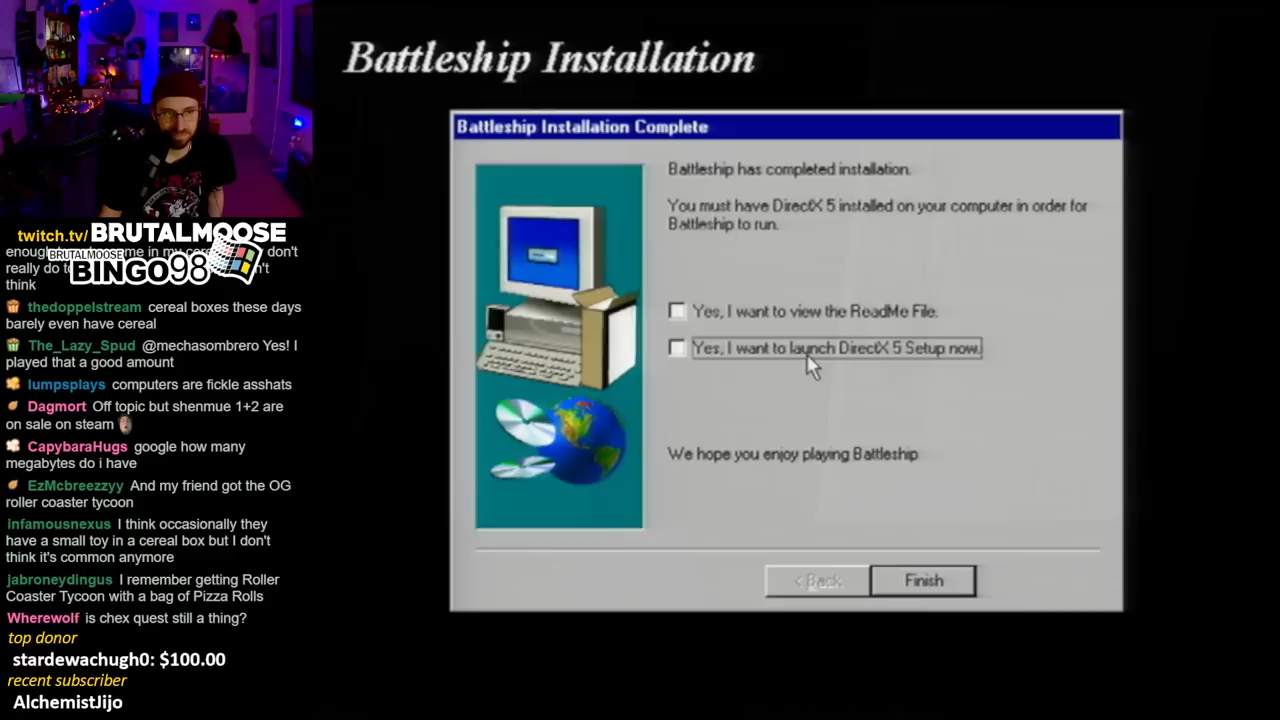 Battleship Installation
Battleship Installation Complete
Battleship has completed installation.
You must have DirectX 5 installed on your computer in order for
Battleship to run.
Yes, I want to view the ReadMe File.
Yes, I want to launch DirectX 5 Setup now.
We hope you enjoy playing Battleship
< Back
Finish
twitch.tv/BRUTALMOOSE
BRUTALMOOSE
BINGO98
don't
really do
think
thedoppelstream cereal boxes these days
barely even have cereal
The_Lazy_Spud @mechasombrero Yes! I
played that a good amount
lumpsplays computers are fickle asshats
Dagmort Off topic but shenmue 1+2 are
on sale on steam
CapybaraHugs google how many
megabytes do i have
EzMcbreezzyy And my friend got the OG
roller coaster tycoon
infamousnexus I think occasionally they
have a small toy in a cereal box but I don't
think it's common anymore
jabroneydingus I remember getting Roller
Coaster Tycoon with a bag of Pizza Rolls
Wherewolf is chex quest still a thing?
top donor
stardewachugh0: $100.00
recent subscriber
AlchemistJijo